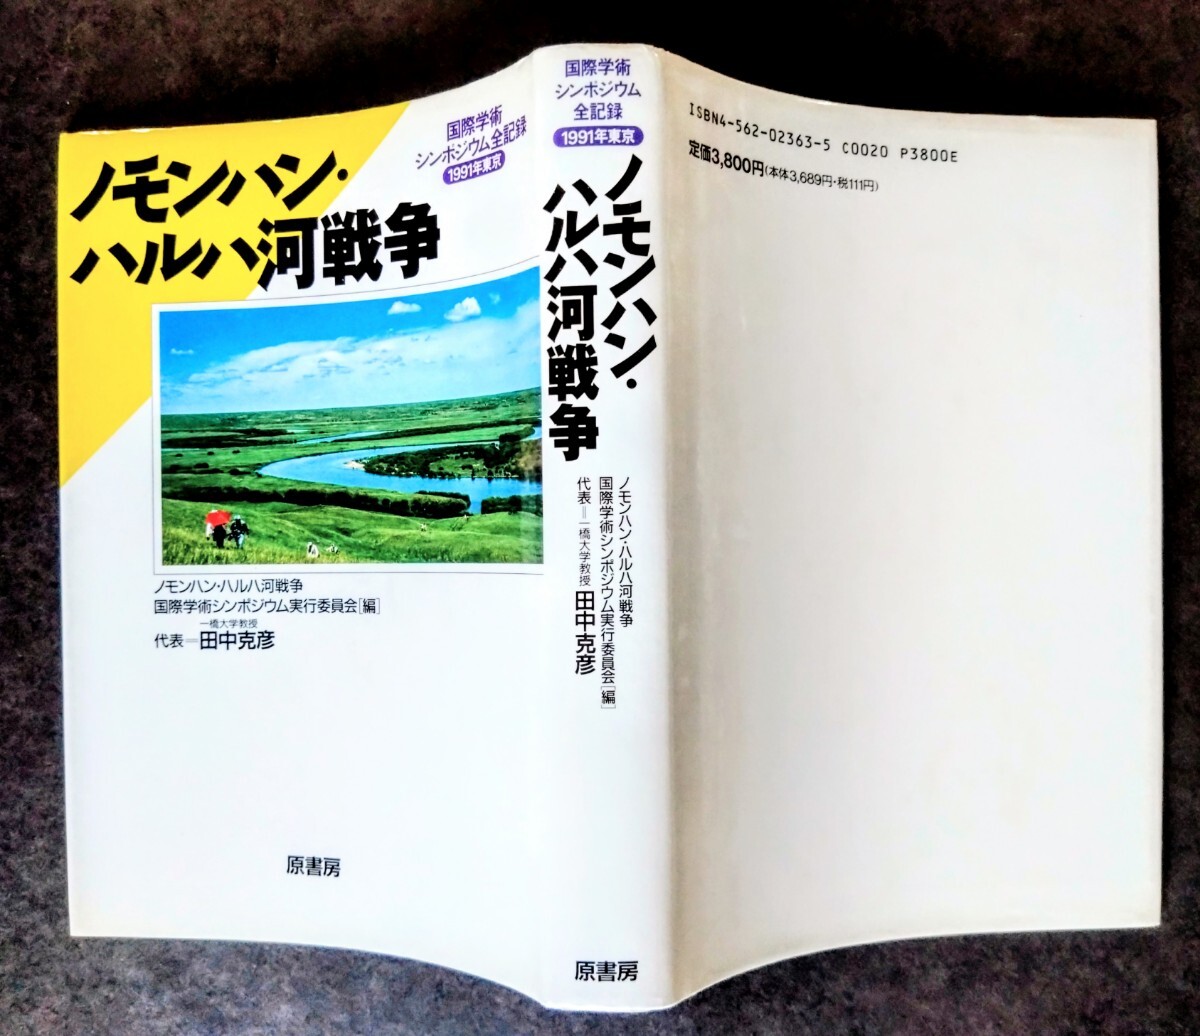 国際学術
シンポジウム全記録
1991年東京
ノモンハン・
ハルハ河戦争
ノモンハン・ハルハ河戦争
国際学術シンポジウム実行委員会[編]
一橋大学教授
代表=田中克彦
原書房
国際学術
シンポジウム
全記録
1991年東京
ノモンハン・
ハルハ河戦争
ノモンハン・ハルハ河戦争
国際学術シンポジウム実行委員会[編]
代表=一橋大学教授 田中克彦
原書房
ISBN4-562-02363-5 C0020 P3800E
定価3,800円(本体3,689円・税111円)